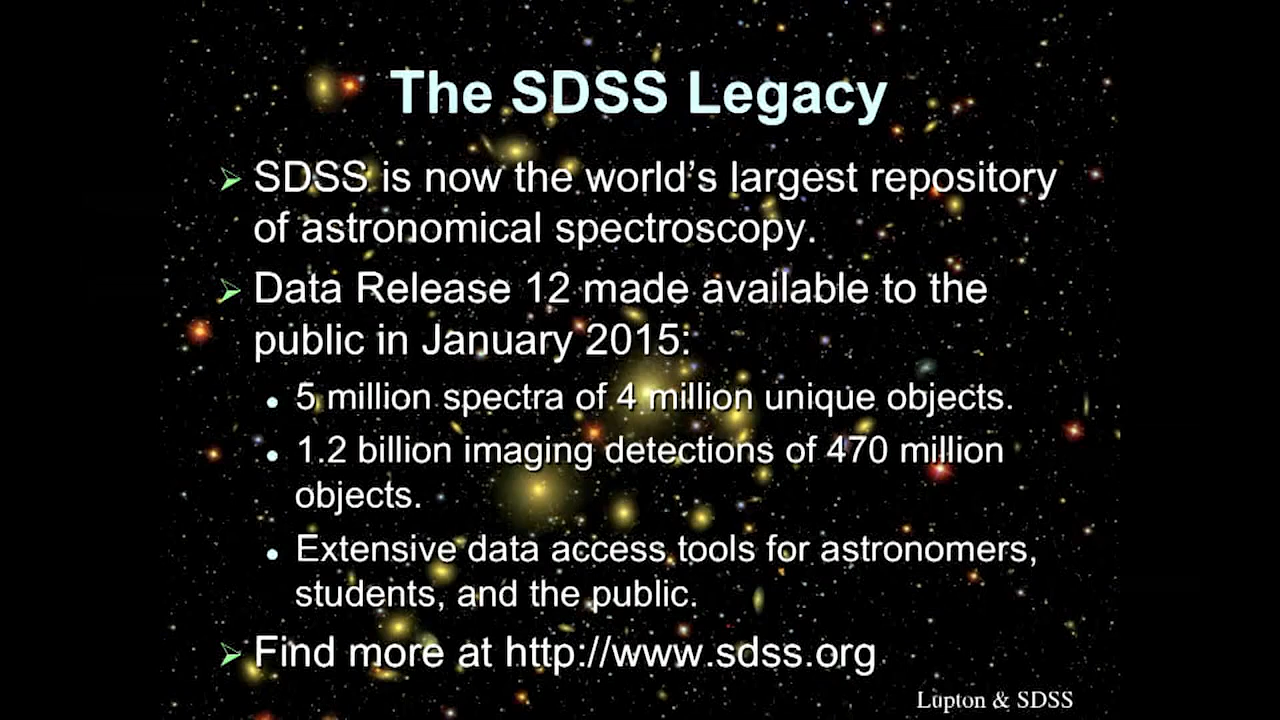 The SDSS Legacy
SDSS is now the world's largest repository
of astronomical spectroscopy.
Data Release 12 made available to the
public in January 2015:
5 million spectra of 4 million unique objects.
1.2 billion imaging detections of 470 million
objects.
Extensive data access tools for astronomers,
students, and the public.
Find more at http://www.sdss.org
Lupton & SDSS